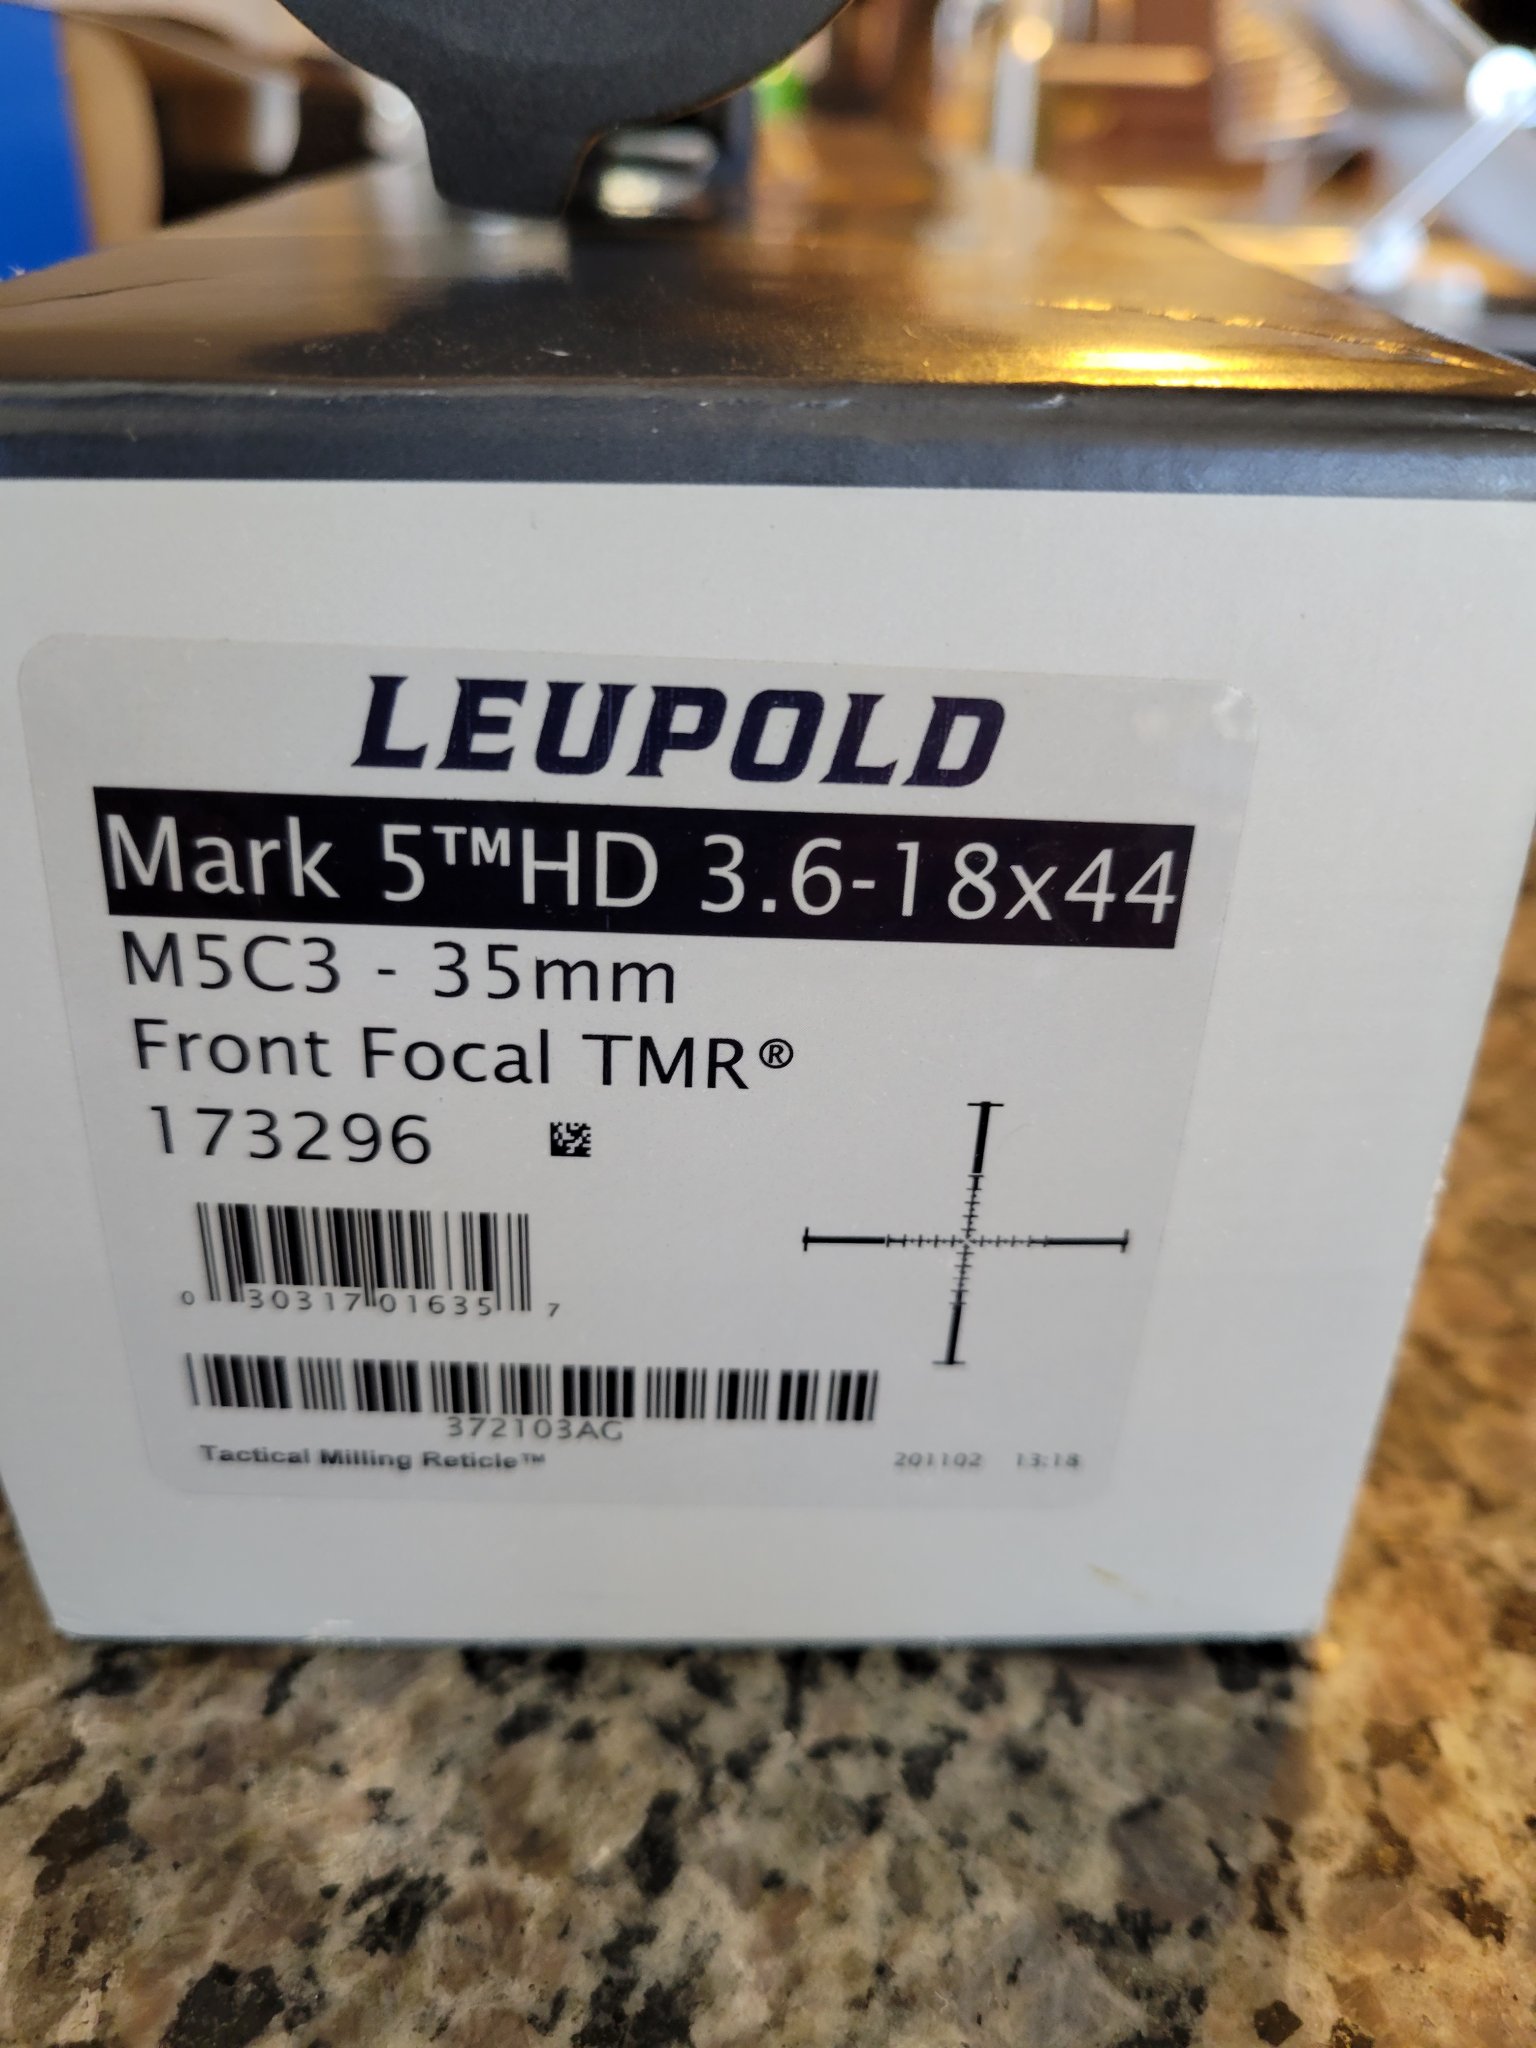 LEUPOLD
Mark 5™HD 3.6-18x44
M5C3 - 35mm
Front Focal TMR®
173296
0 30317 01635 7
372103AG
Tactical Milling Reticle™
201102 13:18